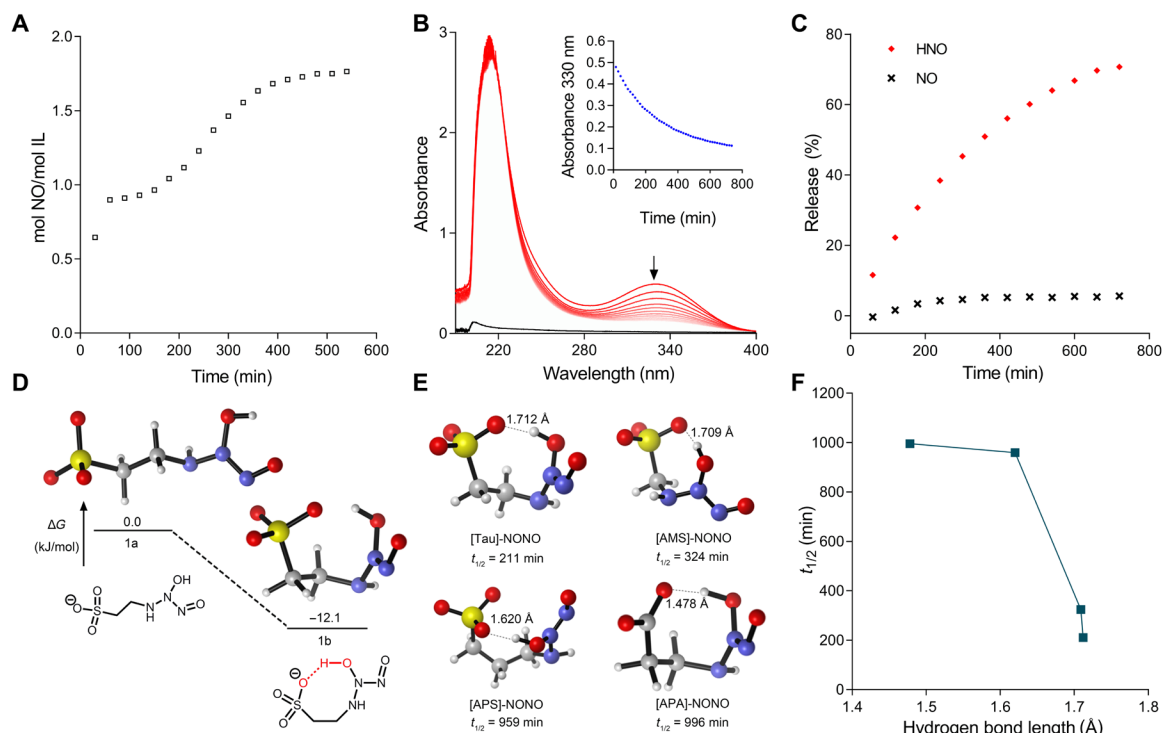 A
mol NO/mol IL
2.0
1.5
1.0
0.5
0.0
0 100 200 300 400 500 600
Time (min)
B
Absorbance
3
2
1
0
220 280 340 400
Wavelength (nm)
Absorbance 330 nm
0.6
0.5
0.4
0.3
0.2
0.1
0.0
0 200 400 600 800
Time (min)
C
HNO
NO
Release (%)
80
60
40
20
0
0 200 400 600 800
Time (min)
D
ΔG
(kJ/mol)
0.0
1a
−12.1
1b
⊖
O
S
O
O
N
H
OH
N
N
O
H
O
O
N
N
⊖
O
S
O
O
NH
E
1.712 Å
[Tau]-NONO
t1/2 = 211 min
1.709 Å
[AMS]-NONO
t1/2 = 324 min
1.620 Å
[APS]-NONO
t1/2 = 959 min
1.478 Å
[APA]-NONO
t1/2 = 996 min
F
t1/2 (min)
1200
1000
800
600
400
200
0
1.4 1.5 1.6 1.7 1.8
Hydrogen bond length (Å)